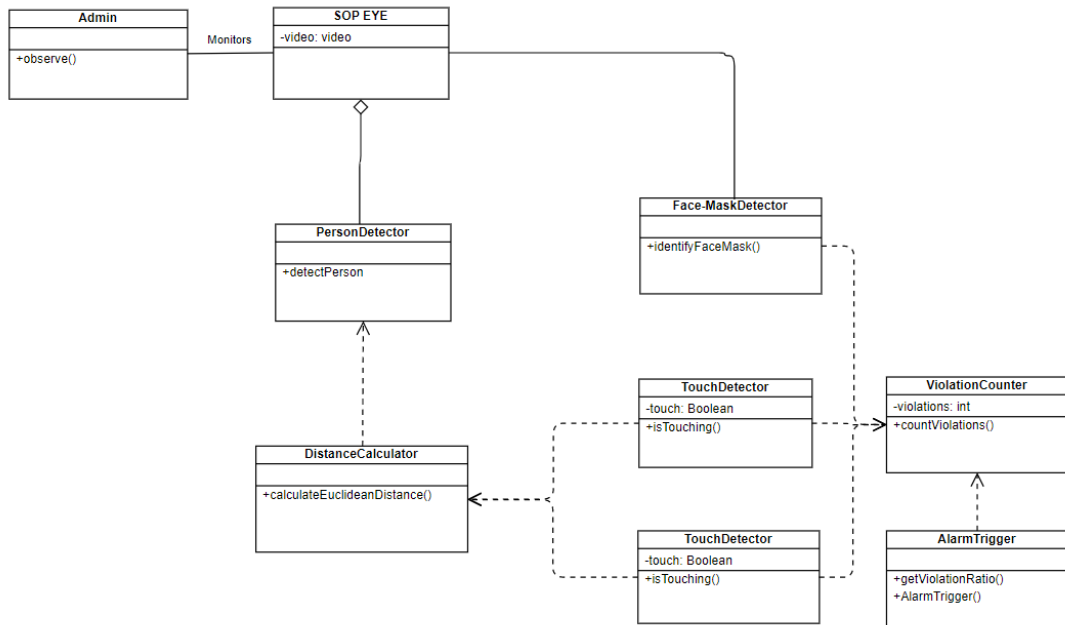 Admin
+observe()
Monitors
SOP EYE
-video: video
PersonDetector
+detectPerson
Face-MaskDetector
+identifyFaceMask()
TouchDetector
-touch: Boolean
+isTouching()
ViolationCounter
-violations: int
+countViolations()
DistanceCalculator
+calculateEuclideanDistance()
TouchDetector
-touch: Boolean
+isTouching()
AlarmTrigger
+getViolationRatio()
+AlarmTrigger()